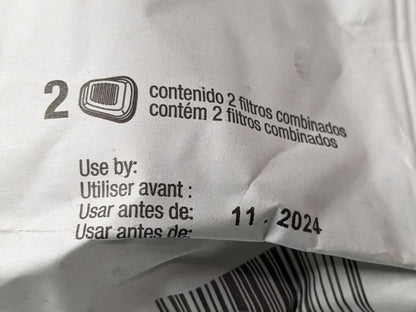 2 contenido 2 filtros combinados
contém 2 filtros combinados
Use by:
Utiliser avant :
Usar antes de: 11 . 2024
Usar antes de: